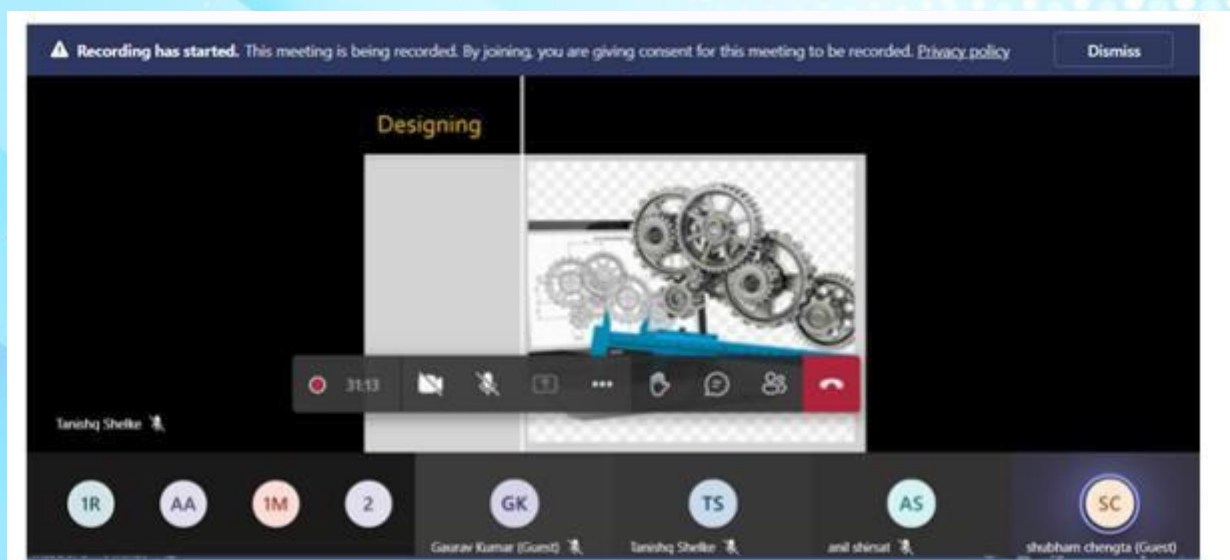 Recording has started. This meeting is being recorded. By joining, you are giving consent for this meeting to be recorded. Privacy policy Dismiss
Designing
31:13
Tanishq Shelke
1R AA 1M 2 GK TS AS SC
Gaurav Kumar (Guest) Tanishq Shelke anil shirsat shubham chengta (Guest)